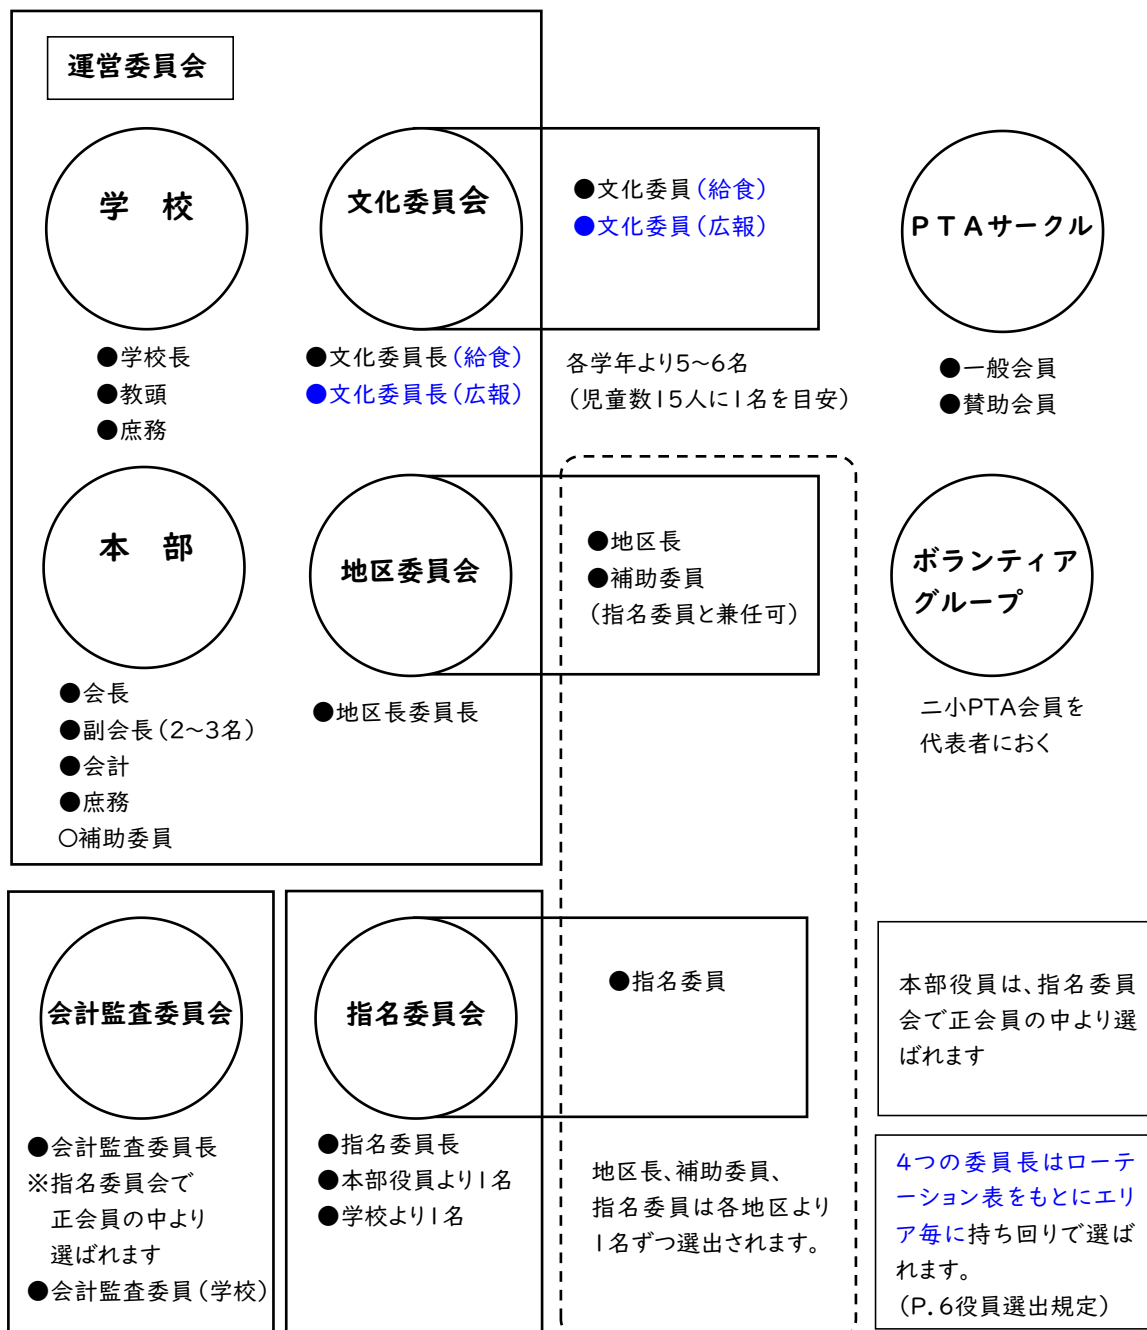 運営委員会
学　校
●学校長
●教頭
●庶務
文化委員会
●文化委員長(給食)
●文化委員長(広報)
●文化委員(給食)
●文化委員(広報)
各学年より5～6名
(児童数15人に1名を目安)
PTAサークル
●一般会員
●賛助会員
本　部
●会長
●副会長(2～3名)
●会計
●庶務
○補助委員
地区委員会
●地区長委員長
●地区長
●補助委員
(指名委員と兼任可)
ボランティア
グループ
二小PTA会員を
代表者におく
会計監査委員会
●会計監査委員長
※指名委員会で
正会員の中より
選ばれます
●会計監査委員(学校)
指名委員会
●指名委員長
●本部役員より1名
●学校より1名
●指名委員
地区長、補助委員、
指名委員は各地区より
1名ずつ選出されます。
本部役員は、指名委員
会で正会員の中より選
ばれます
4つの委員長はローテ
ーション表をもとにエリ
ア毎に持ち回りで選ば
れます。
(P.6役員選出規定)